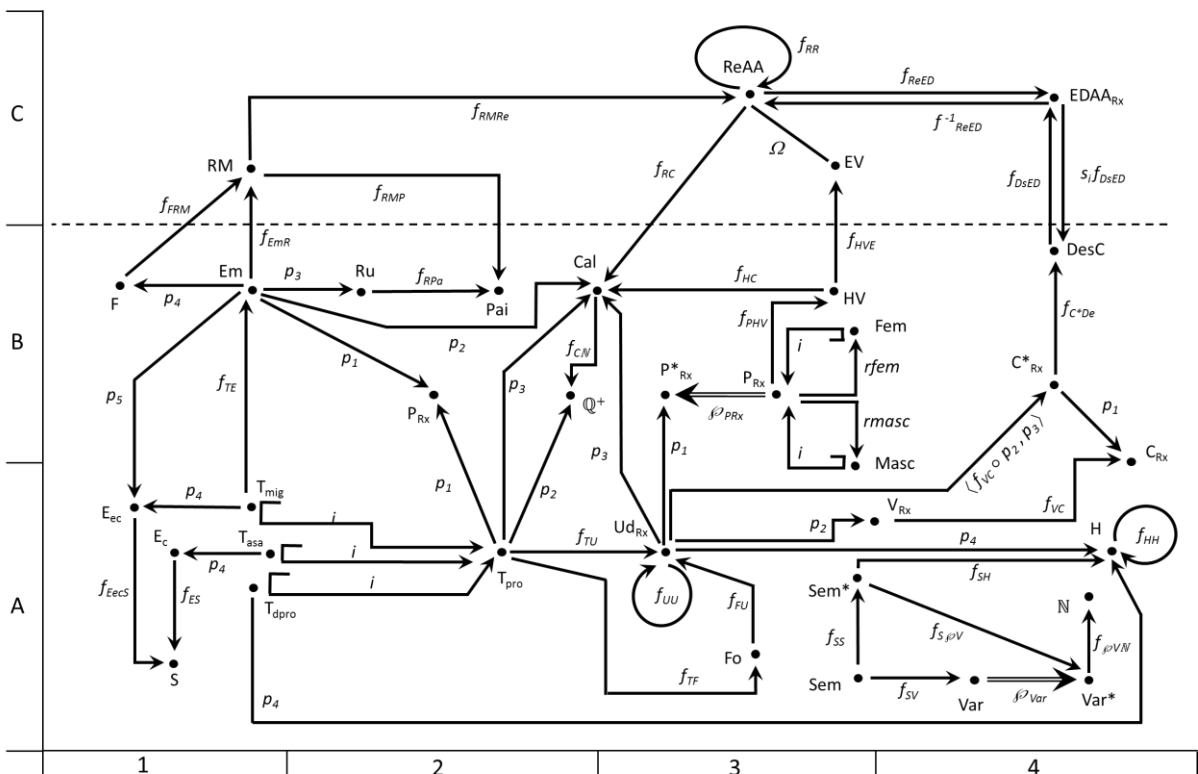 f_RR
ReAA
f_ReED
EDAA_Rx
C
f_RMRe
f^-1_ReED
Ω
RM
EV
f_RC
f_FRM
f_RMP
f_DsED
s_i f_DsED
f_EmR
f_HVE
Em
p_3
Ru
Cal
DesC
f_RPa
f_HC
F
p_4
Pai
HV
f_PHV
Fem
f_C*De
B
p_1
p_2
f_Cℕ
i
f_TE
p_3
P*_Rx
P_Rx
rfem
C*_Rx
p_5
P_Rx
ℚ⁺
℘_PRx
rmasc
p_1
p_3
p_1
i
⟨f_VC ∘ p_2, p_3⟩
Masc
C_Rx
p_1
p_2
E_ec
p_4
T_mig
i
V_Rx
f_VC
Ud_Rx
p_2
H
E_c
T_asa
f_TU
p_4
f_HH
p_4
i
T_pro
f_SH
f_EecS
f_ES
T_dpro
i
f_UU
f_FU
Sem*
ℕ
A
f_SS
f_S℘V
f_℘Vℕ
S
Fo
f_TF
Sem
f_SV
Var
℘_Var
Var*
p_4
1
2
3
4